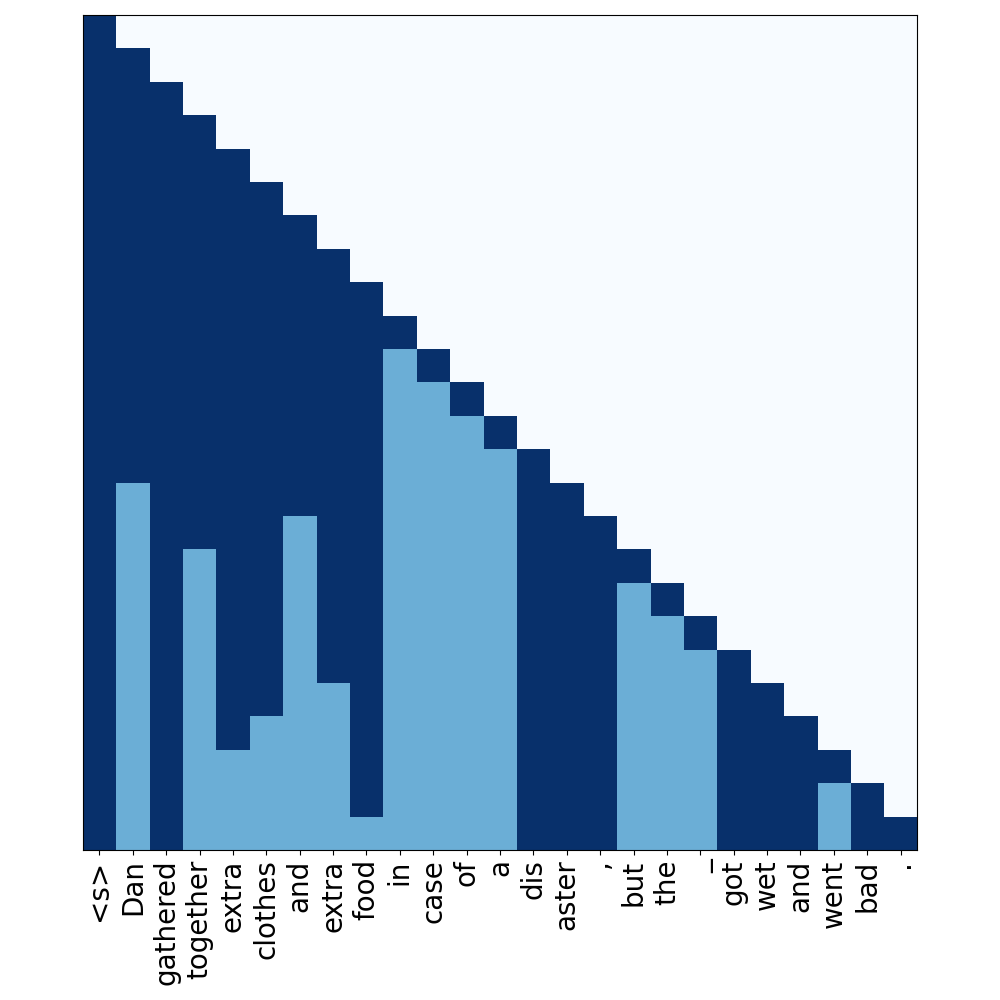 <s> Dan gathered together extra clothes and extra food in case of a dis aster , but the _ got wet and went bad .